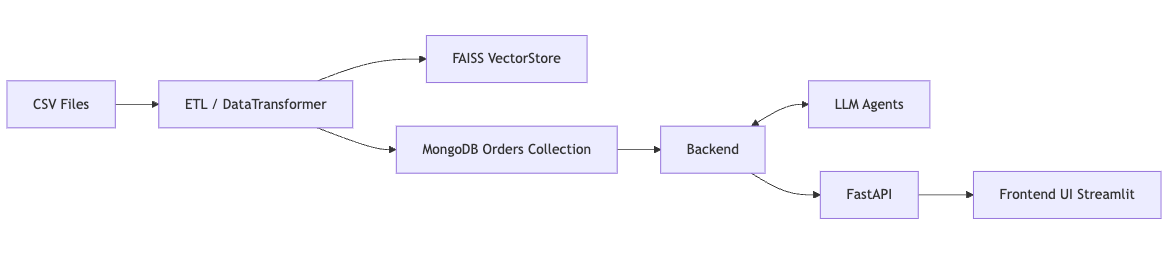 CSV Files
ETL / DataTransformer
FAISS VectorStore
MongoDB Orders Collection
Backend
LLM Agents
FastAPI
Frontend UI Streamlit